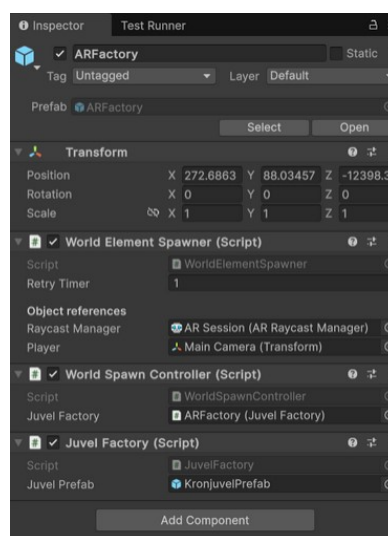 Inspector Test Runner
ARFactory Static
Tag Untagged Layer Default
Prefab ARFactory
Select Open
Transform
Position X 272.6863 Y 88.03457 Z -12398.3
Rotation X 0 Y 0 Z 0
Scale X 1 Y 1 Z 1
World Element Spawner (Script)
Script WorldElementSpawner
Retry Timer 1
Object references
Raycast Manager AR Session (AR Raycast Manager)
Player Main Camera (Transform)
World Spawn Controller (Script)
Script WorldSpawnController
Juvel Factory ARFactory (Juvel Factory)
Juvel Factory (Script)
Script JuvelFactory
Juvel Prefab KronjuvelPrefab
Add Component